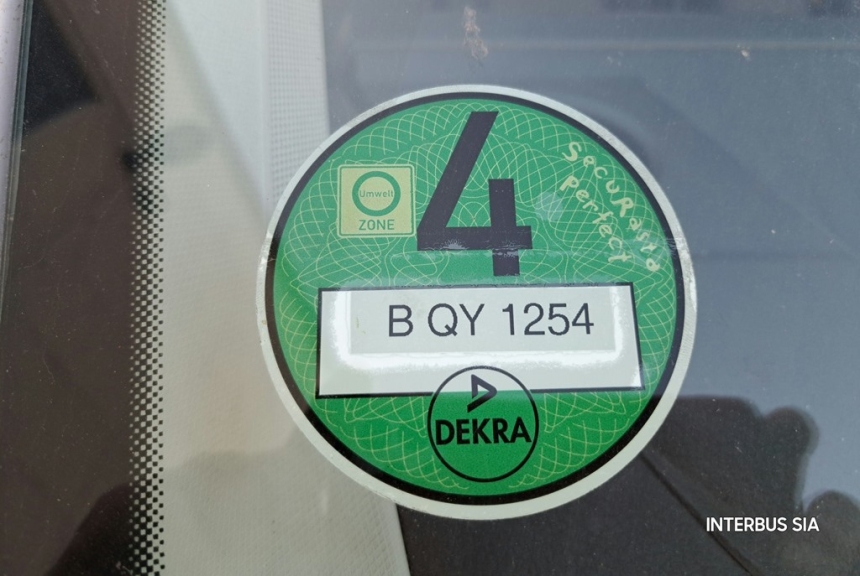 4
SecuRasta
Perfect
Umwelt
ZONE
B QY 1254
DEKRA
INTERBUS SIA